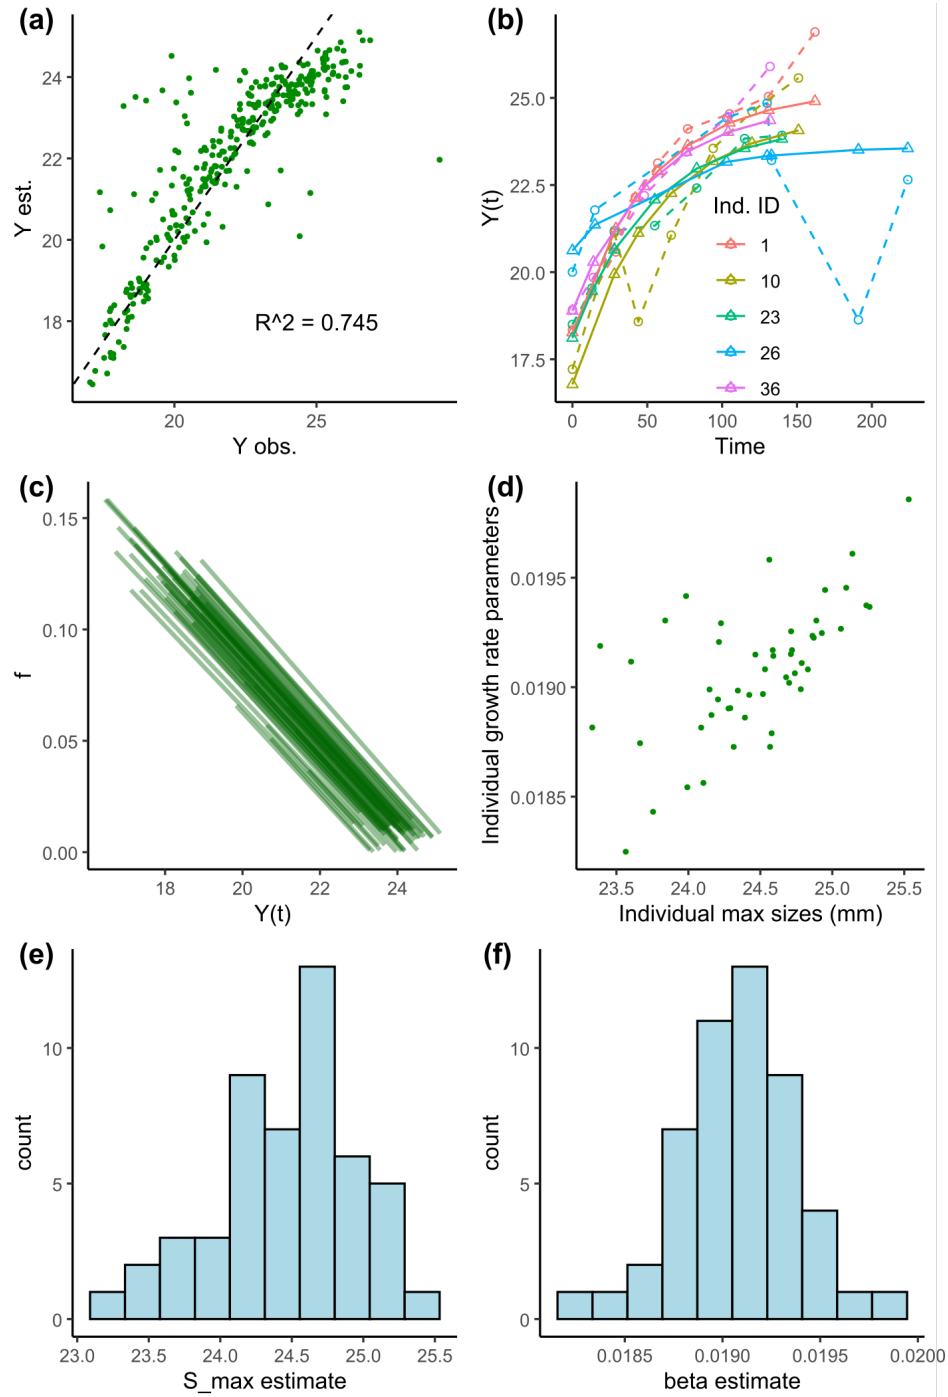 (a)
24
22
20
18
Y est.
R^2 = 0.745
20 25
Y obs.
(b)
25.0
22.5
20.0
17.5
Y(t)
Ind. ID
1
10
23
26
36
0 50 100 150 200
Time
(c)
0.15
0.10
0.05
0.00
f
18 20 22 24
Y(t)
(d)
0.0195
0.0190
0.0185
Individual growth rate parameters
23.5 24.0 24.5 25.0 25.5
Individual max sizes (mm)
(e)
10
5
0
count
23.0 23.5 24.0 24.5 25.0 25.5
S_max estimate
(f)
10
5
0
count
0.0185 0.0190 0.0195 0.0200
beta estimate